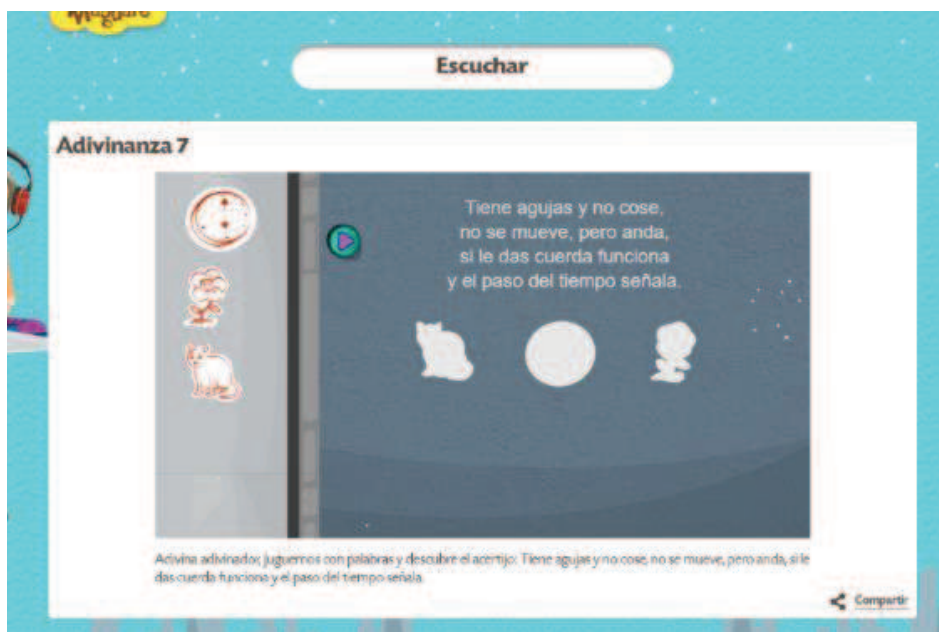 Maguaré
Escuchar
Adivinanza 7
Tiene agujas y no cose,
no se mueve, pero anda,
si le das cuerda funciona
y el paso del tiempo señala.
Adivina adivinador, juguemos con palabras y descubre el acertijo: Tiene agujas y no cose, no se mueve, pero anda, si le
das cuerda funciona y el paso del tiempo señala.
Compartir